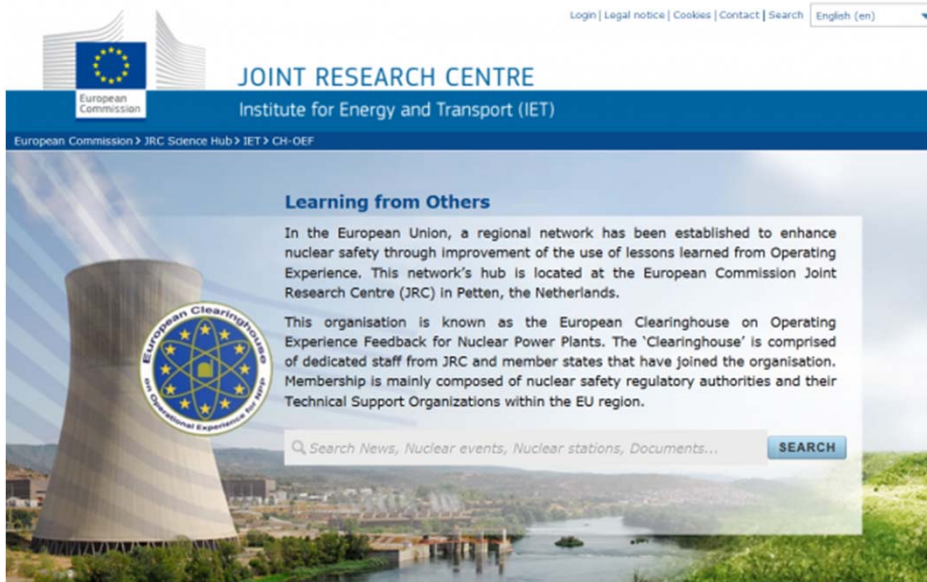 Login | Legal notice | Cookies | Contact | Search English (en)
European
Commission
JOINT RESEARCH CENTRE
Institute for Energy and Transport (IET)
European Commission > JRC Science Hub > IET > CH-OEF
Learning from Others
In the European Union, a regional network has been established to enhance
nuclear safety through improvement of the use of lessons learned from Operating
Experience. This network's hub is located at the European Commission Joint
Research Centre (JRC) in Petten, the Netherlands.
This organisation is known as the European Clearinghouse on Operating
Experience Feedback for Nuclear Power Plants. The ‘Clearinghouse’ is comprised
of dedicated staff from JRC and member states that have joined the organisation.
Membership is mainly composed of nuclear safety regulatory authorities and their
Technical Support Organizations within the EU region.
European Clearinghouse
on Operational Experience for NPP
Search News, Nuclear events, Nuclear stations, Documents... SEARCH